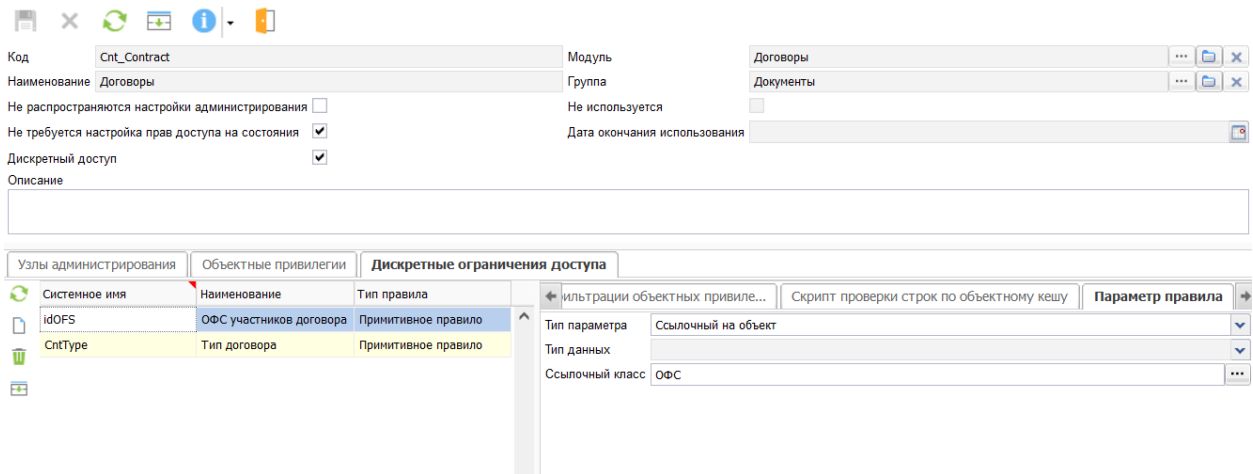 Код Cnt_Contract Модуль Договоры
Наименование Договоры Группа Документы
Не распространяются настройки администрирования Не используется
Не требуется настройка прав доступа на состояния Дата окончания использования
Дискретный доступ
Описание
Узлы администрирования Объектные привилегии Дискретные ограничения доступа
Системное имя Наименование Тип правила
idOFS ОФС участников договора Примитивное правило
CntType Тип договора Примитивное правило
ильтрации объектных привиле... Скрипт проверки строк по объектному кешу Параметр правила
Тип параметра Ссылочный на объект
Тип данных
Ссылочный класс ОФС